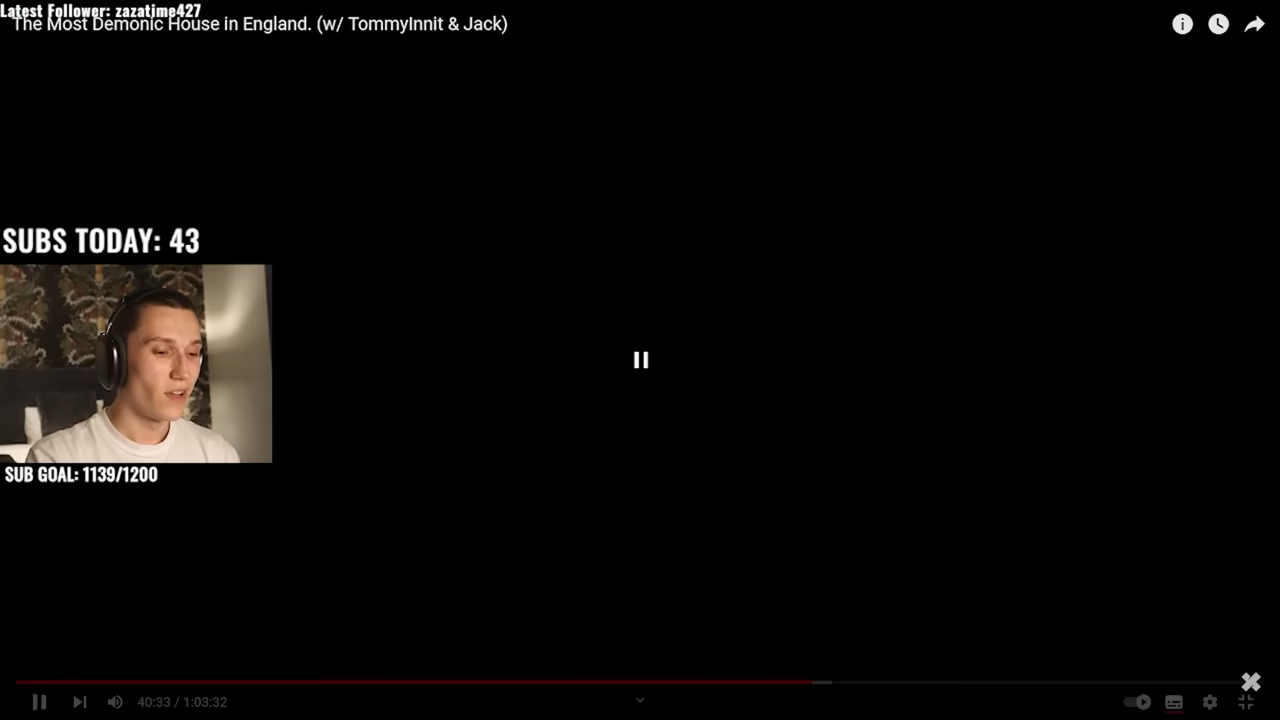 Latest Follower: zazatime427
The Most Demonic House in England. (w/ TommyInnit & Jack)
SUBS TODAY: 43
SUB GOAL: 1139/1200
40:33 / 1:03:32